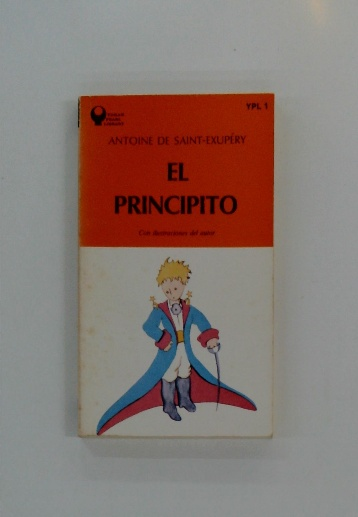 YPL 1
ANTOINE DE SAINT-EXUPÉRY
EL
PRINCIPITO
Con ilustraciones del autor